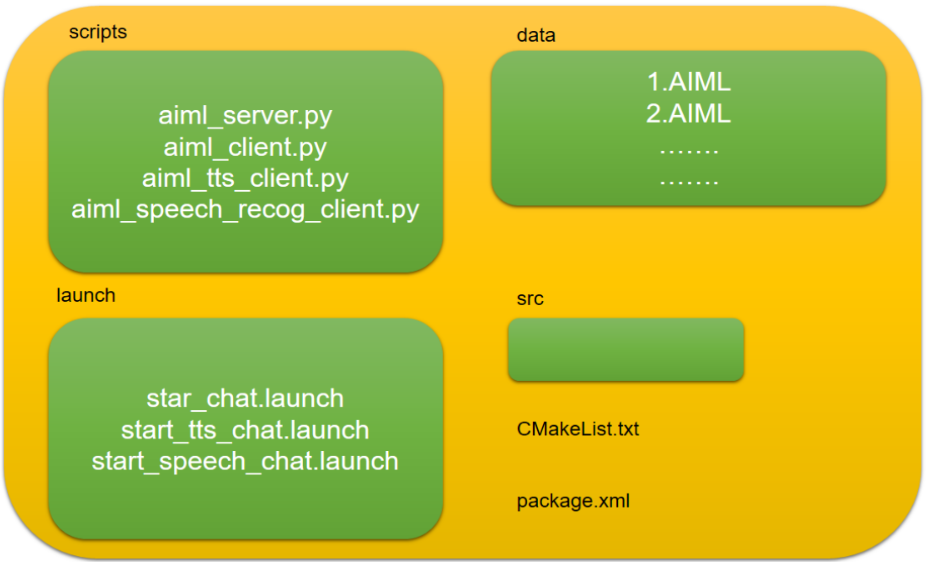 scripts
aiml_server.py
aiml_client.py
aiml_tts_client.py
aiml_speech_recog_client.py
data
1.AIML
2.AIML
.......
.......
launch
star_chat.launch
start_tts_chat.launch
start_speech_chat.launch
src
CMakeList.txt
package.xml